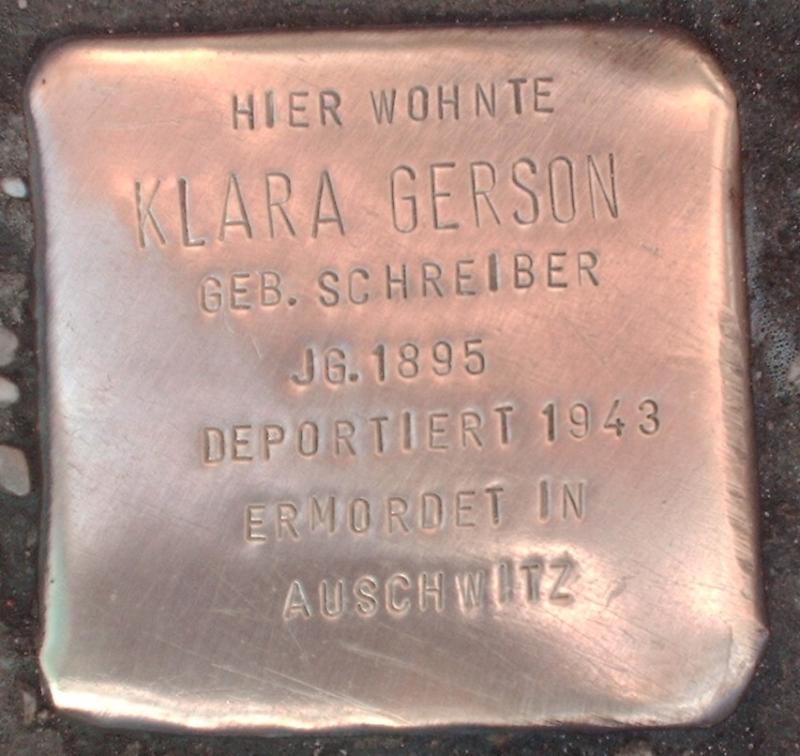 HIER WOHNTE
KLARA GERSON
GEB. SCHREIBER
JG. 1895
DEPORTIERT 1943
ERMORDET IN
AUSCHWITZ